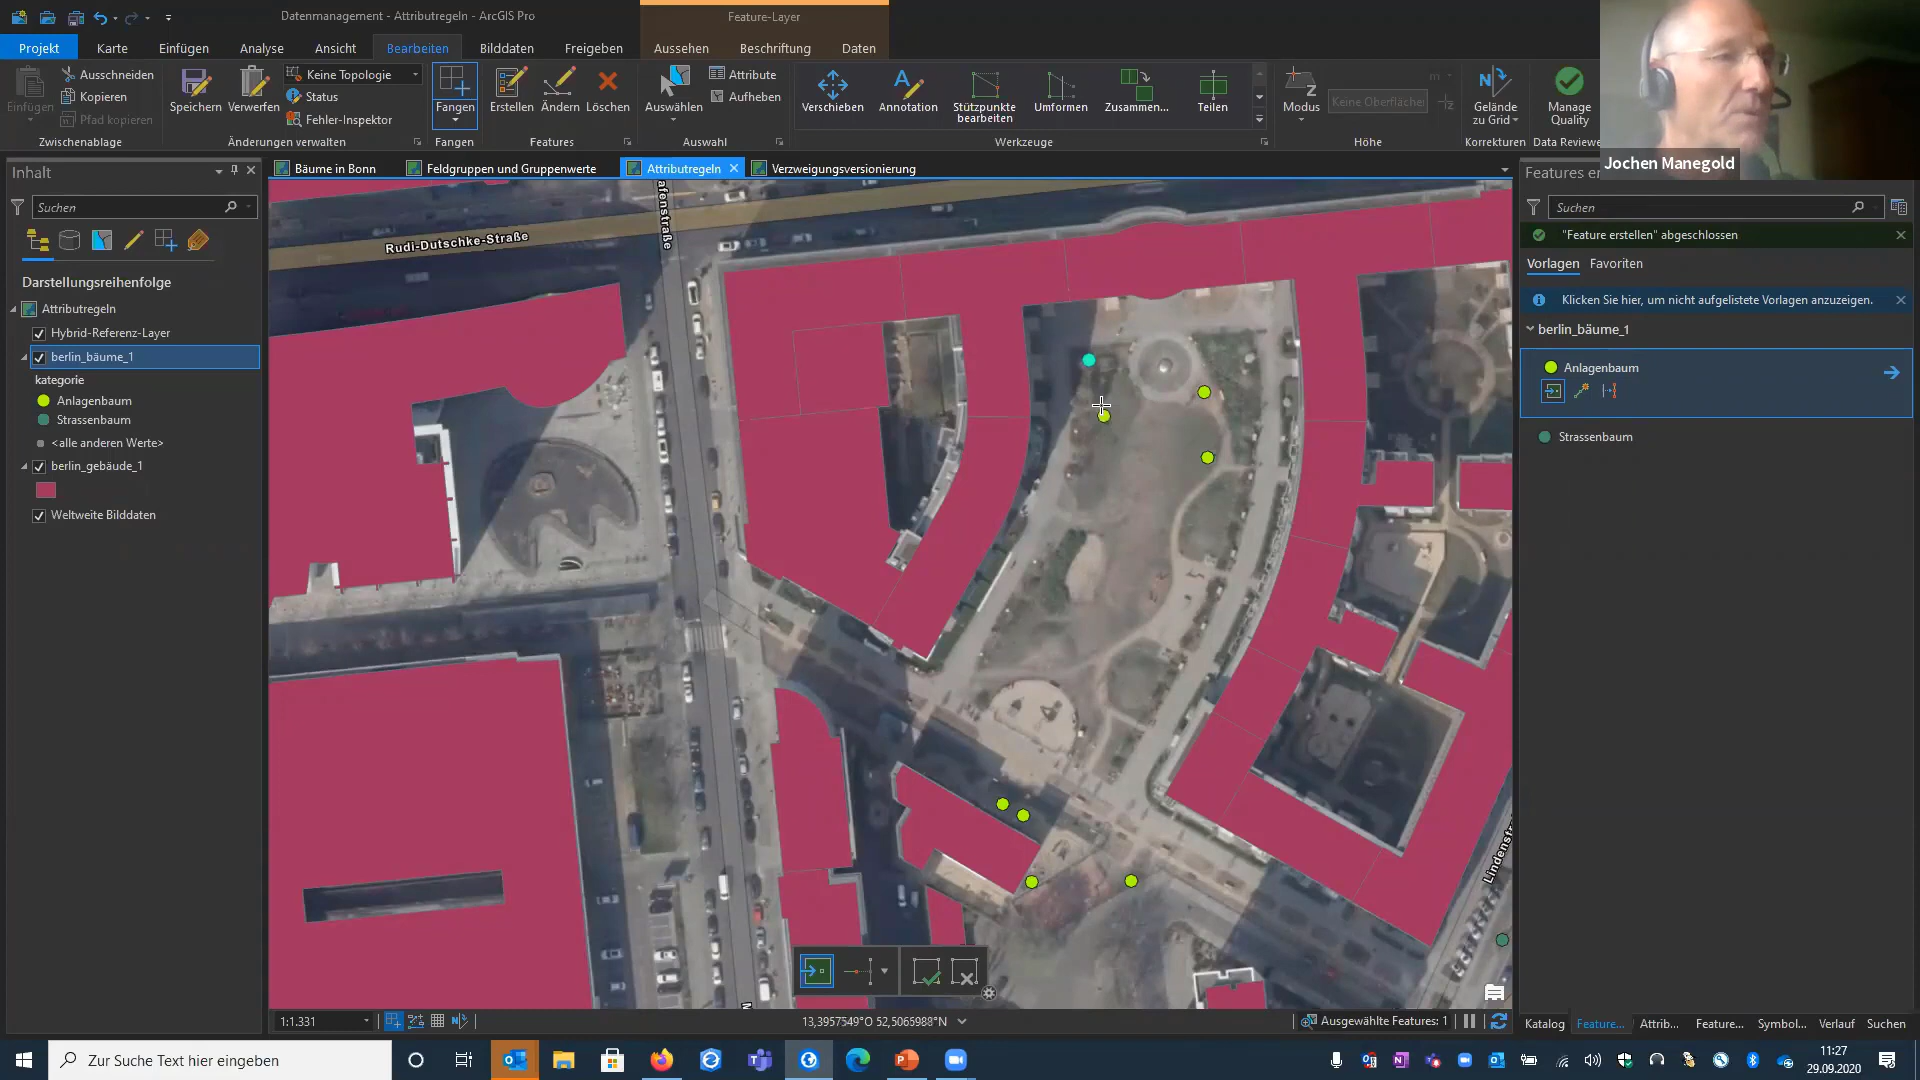 Datenmanagement - Attributregeln - ArcGIS Pro
Feature-Layer
Projekt Karte Einfügen Analyse Ansicht Bearbeiten Bilddaten Freigeben Aussehen Beschriftung Daten
Einfügen
Ausschneiden
Kopieren
Pfad kopieren
Zwischenablage
Speichern
Verwerfen
Keine Topologie
Status
Fehler-Inspektor
Änderungen verwalten
Fangen
Fangen
Erstellen
Ändern
Löschen
Features
Auswählen
Attribute
Aufheben
Auswahl
Verschieben
Annotation
Stützpunkte bearbeiten
Umformen
Zusammen...
Teilen
Werkzeuge
Modus
Keine Oberfläche
m
Höhe
Gelände zu Grid
Korrekturen
Manage Quality
Data Reviewe
Jochen Manegold
Inhalt
Suchen
Darstellungsreihenfolge
Attributregeln
Hybrid-Referenz-Layer
berlin_bäume_1
kategorie
Anlagenbaum
Strassenbaum
<alle anderen Werte>
berlin_gebäude_1
Weltweite Bilddaten
Bäume in Bonn
Feldgruppen und Gruppenwerte
Attributregeln
Verzweigungsversionierung
Rudi-Dutschke-Straße
afenstraße
Lindenstr
1:1.331
13,3957549°O 52,5065988°N
Ausgewählte Features: 1
Features er
Suchen
"Feature erstellen" abgeschlossen
Vorlagen Favoriten
Klicken Sie hier, um nicht aufgelistete Vorlagen anzuzeigen.
berlin_bäume_1
Anlagenbaum
Strassenbaum
Katalog Feature... Attrib... Feature... Symbol... Verlauf Suchen
Zur Suche Text hier eingeben
11:27
29.09.2020